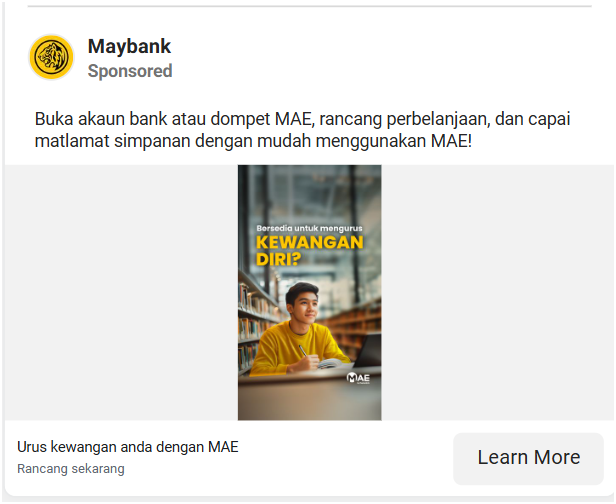 Maybank
Sponsored
Buka akaun bank atau dompet MAE, rancang perbelanjaan, dan capai
matlamat simpanan dengan mudah menggunakan MAE!
Bersedia untuk mengurus
KEWANGAN
DIRI?
MAE
Urus kewangan anda dengan MAE
Rancang sekarang
Learn More